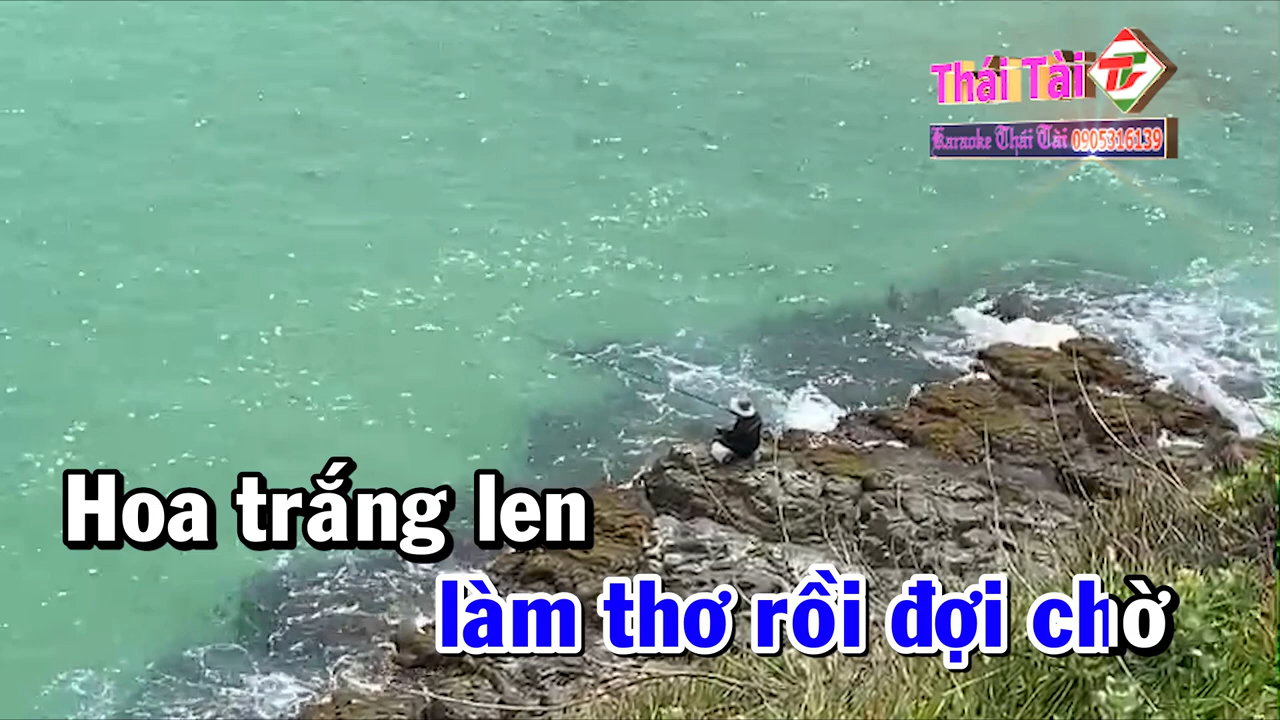 Thái Tài
Karaoke Thái Tài 0905316139
Hoa trắng len
làm thơ rồi đợi chờ